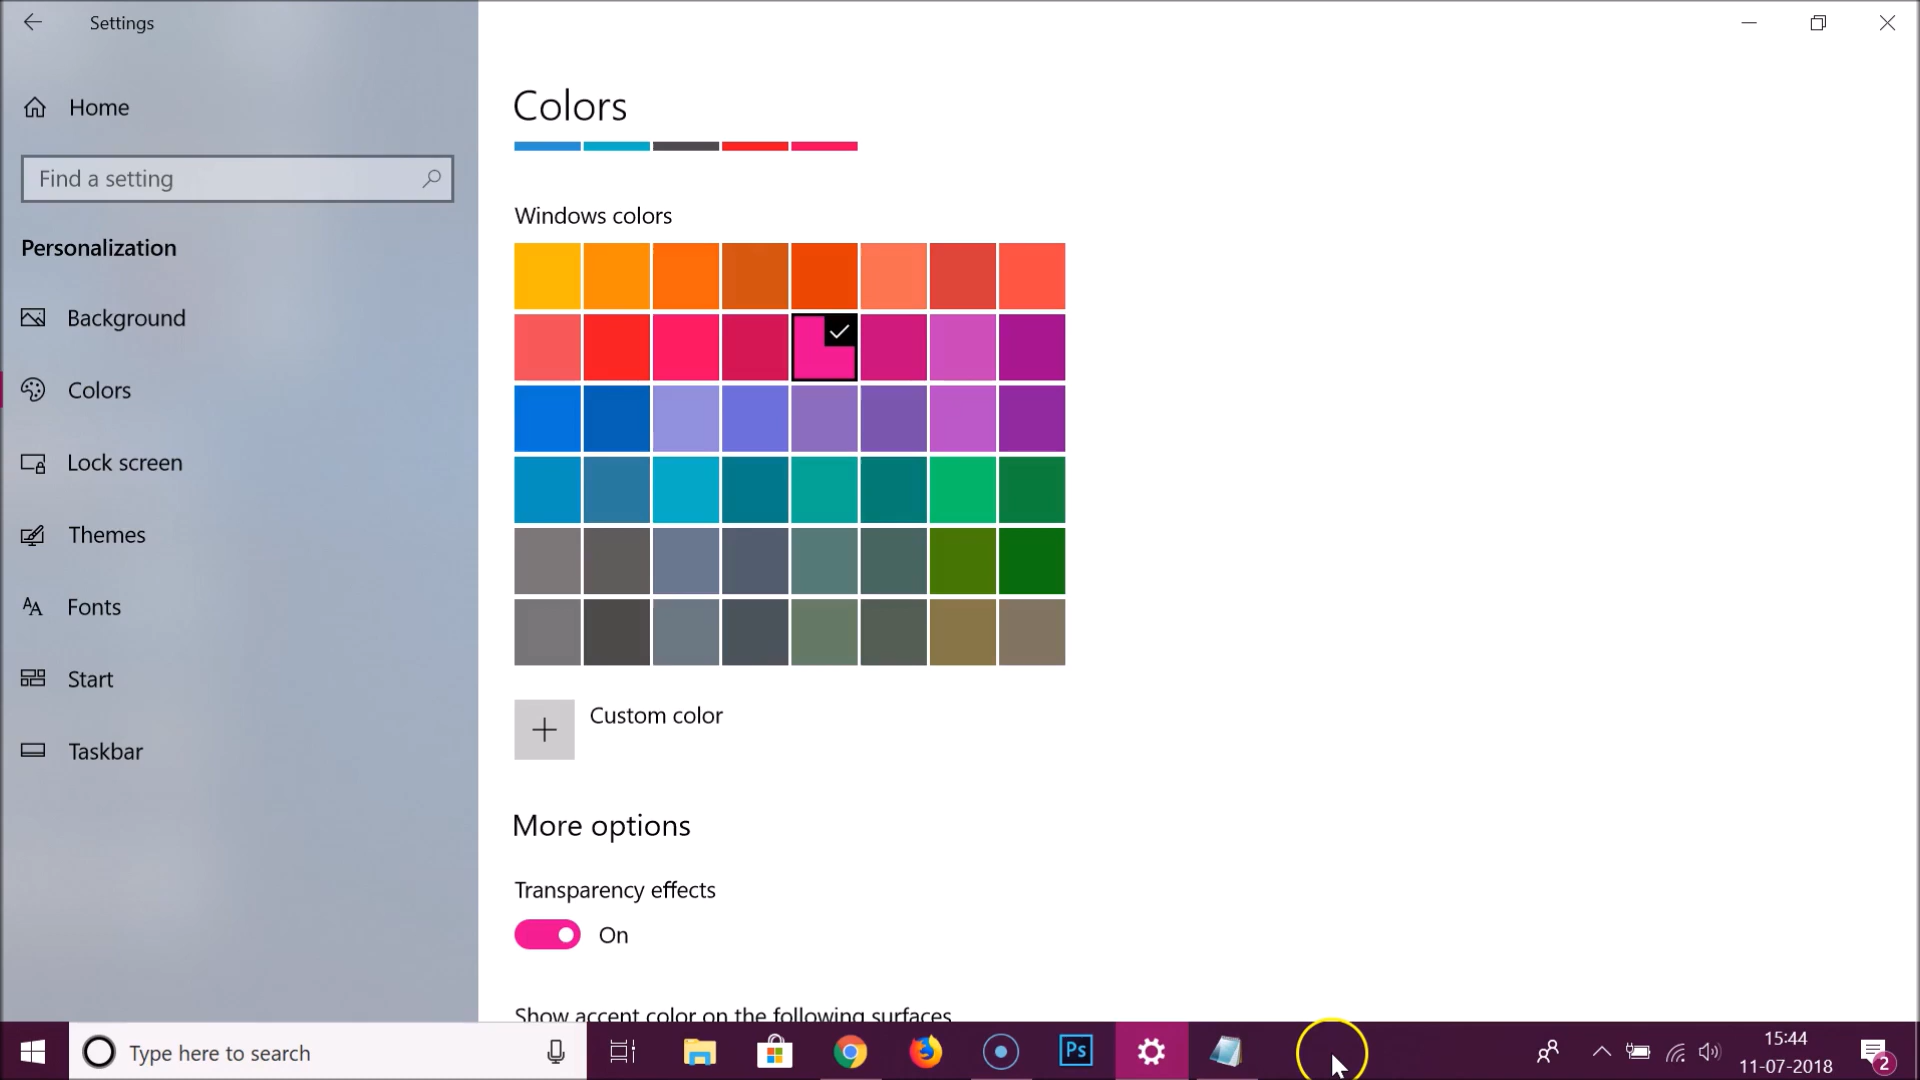 Settings
Home
Find a setting
Personalization
Background
Colors
Lock screen
Themes
Fonts
Start
Taskbar
Colors
Windows colors
Custom color
More options
Transparency effects
On
Show accent color on the following surfaces
Type here to search
Ps
15:44
11-07-2018
2